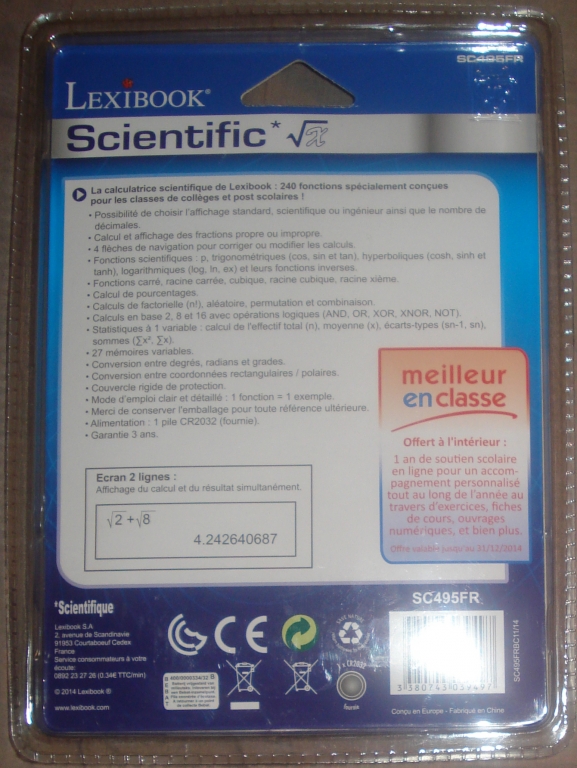 SC495FR
LEXIBOOK®
Scientific* √x
La calculatrice scientifique de Lexibook : 240 fonctions spécialement conçues
pour les classes de collèges et post scolaires !
• Possibilité de choisir l'affichage standard, scientifique ou ingénieur ainsi que le nombre de
décimales.
• Calcul et affichage des fractions propre ou impropre.
• 4 flèches de navigation pour corriger ou modifier les calculs.
• Fonctions scientifiques : p, trigonométriques (cos, sin et tan), hyperboliques (cosh, sinh et
tanh), logarithmiques (log, ln, ex) et leurs fonctions inverses.
• Fonctions carré, racine carrée, cubique, racine cubique, racine xième.
• Calcul de pourcentages.
• Calculs de factorielle (n!), aléatoire, permutation et combinaison.
• Calculs en base 2, 8 et 16 avec opérations logiques (AND, OR, XOR, XNOR, NOT).
• Statistiques à 1 variable : calcul de l'effectif total (n), moyenne (x), écarts-types (sn-1, sn),
sommes (∑x², ∑x).
• 27 mémoires variables.
• Conversion entre degrés, radians et grades.
• Conversion entre coordonnées rectangulaires / polaires.
• Couvercle rigide de protection.
• Mode d'emploi clair et détaillé : 1 fonction = 1 exemple.
• Merci de conserver l'emballage pour toute référence ultérieure.
• Alimentation : 1 pile CR2032 (fournie).
• Garantie 3 ans.
meilleur
en classe
Offert à l'intérieur :
1 an de soutien scolaire
en ligne pour un accom-
pagnement personnalisé
tout au long de l'année au
travers d'exercices, fiches
de cours, ouvrages
numériques, et bien plus.
Offre valable jusqu'au 31/12/2014
Ecran 2 lignes :
Affichage du calcul et du résultat simultanément.
√2+√8
4.242640687
*Scientifique
Lexibook S.A
2, avenue de Scandinavie
91953 Courtaboeuf Cedex
France
Service consommateurs à votre
écoute:
0892 23 27 26 (0.34€ TTC/min)
© 2014 Lexibook ®
www.lexibook.com
CE
1 x CR2032
fournie
SC495FR
SC495FRBC11/14
Conçu en Europe - Fabriqué en Chine